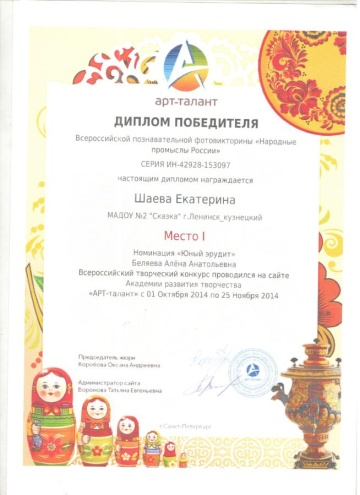 арт-талант
ДИПЛОМ ПОБЕДИТЕЛЯ
Всероссийской познавательной фотовикторины «Народные
промыслы России»
СЕРИЯ ИН-42928-153097
настоящим дипломом награждается
Шаева Екатерина
МАДОУ №2 "Сказка" г.Ленинск_кузнецкий
Место I
Номинация «Юный эрудит»
Беляева Алёна Анатольевна
Всероссийский творческий конкурс проводился на сайте
Академии развития творчества
«АРТ-талант» с 01 Октября 2014 по 25 Ноября 2014
Председатель жюри
Коробова Оксана Андреевна
Администратор сайта
Воронова Татьяна Евгеньевна
г.Санкт-Петербург